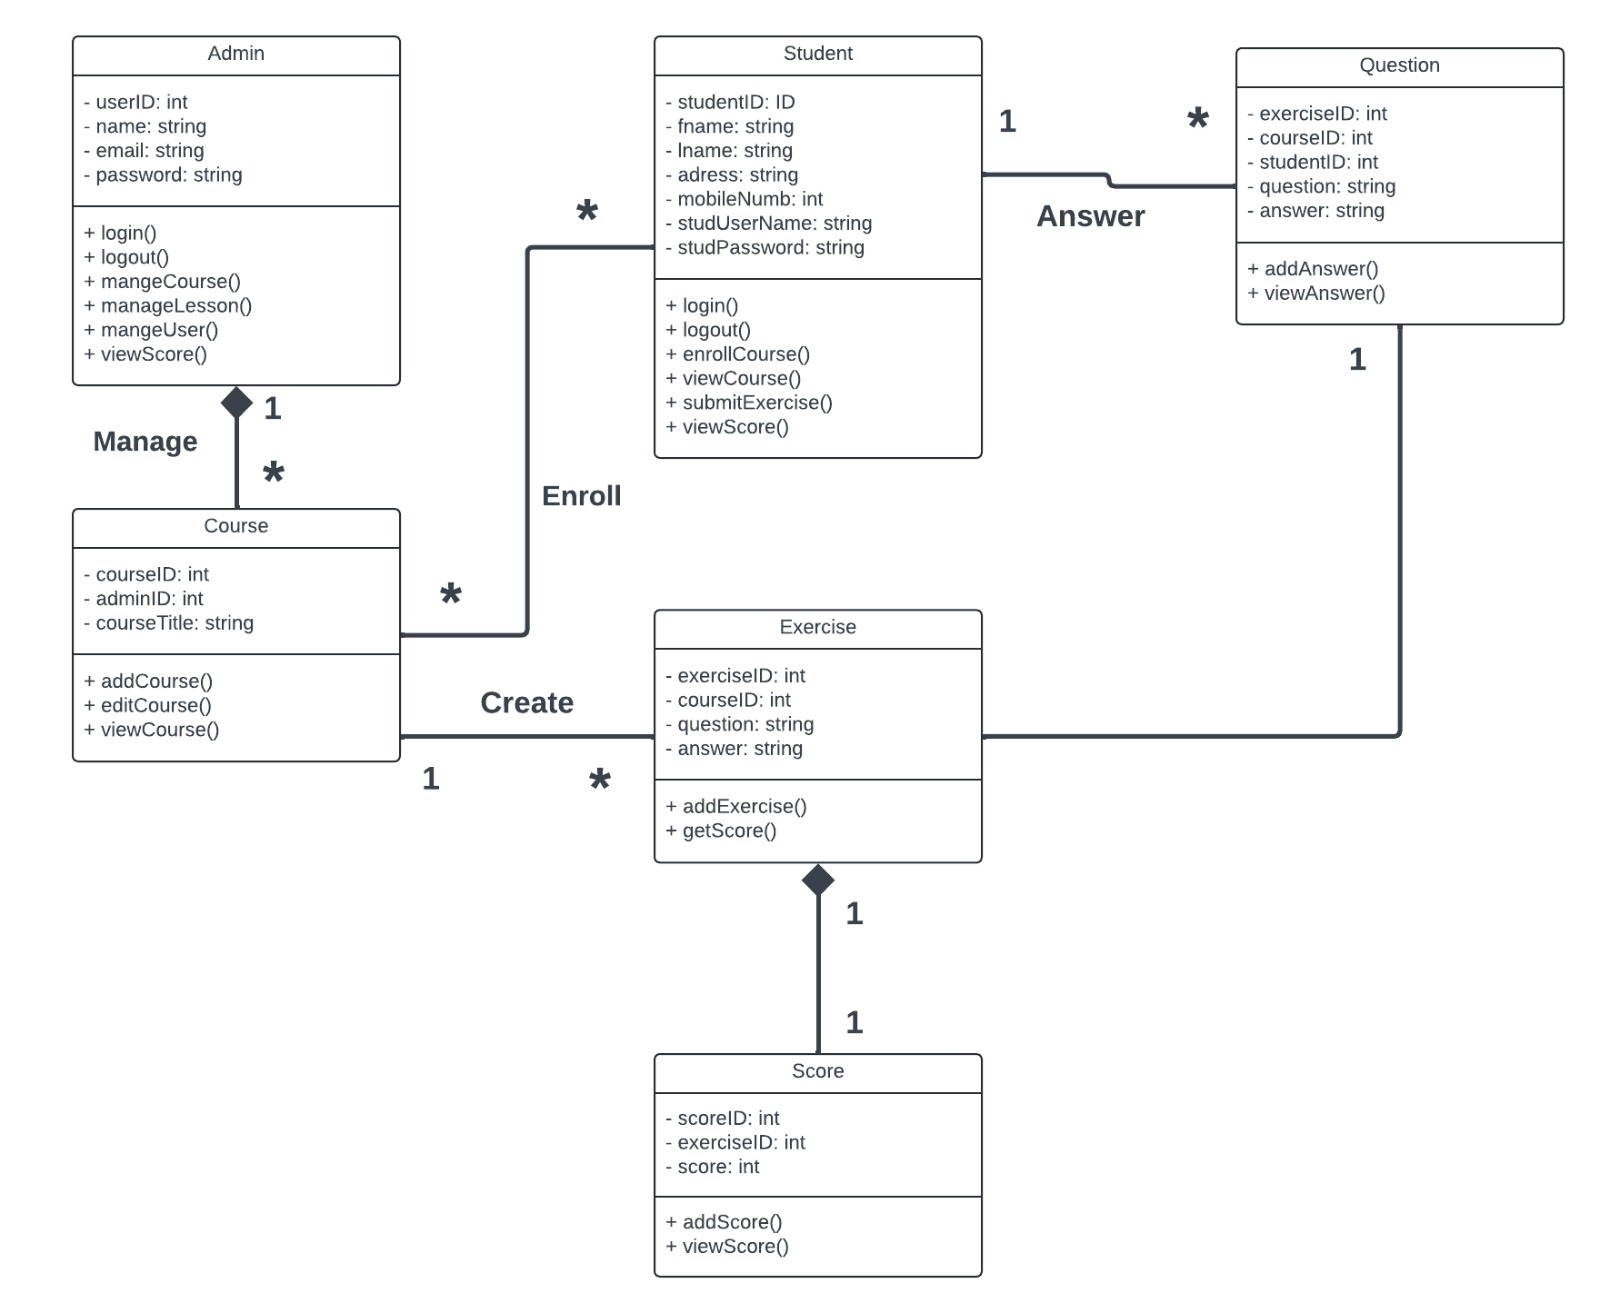 Admin
- userID: int
- name: string
- email: string
- password: string
+ login()
+ logout()
+ mangeCourse()
+ manageLesson()
+ mangeUser()
+ viewScore()
1
Manage
*
Course
- courseID: int
- adminID: int
- courseTitle: string
+ addCourse()
+ editCourse()
+ viewCourse()
Student
- studentID: ID
- fname: string
- lname: string
- adress: string
- mobileNumb: int
- studUserName: string
- studPassword: string
+ login()
+ logout()
+ enrollCourse()
+ viewCourse()
+ submitExercise()
+ viewScore()
*
Enroll
*
1
*
Answer
Question
- exerciseID: int
- courseID: int
- studentID: int
- question: string
- answer: string
+ addAnswer()
+ viewAnswer()
1
Create
1
*
Exercise
- exerciseID: int
- courseID: int
- question: string
- answer: string
+ addExercise()
+ getScore()
1
1
Score
- scoreID: int
- exerciseID: int
- score: int
+ addScore()
+ viewScore()